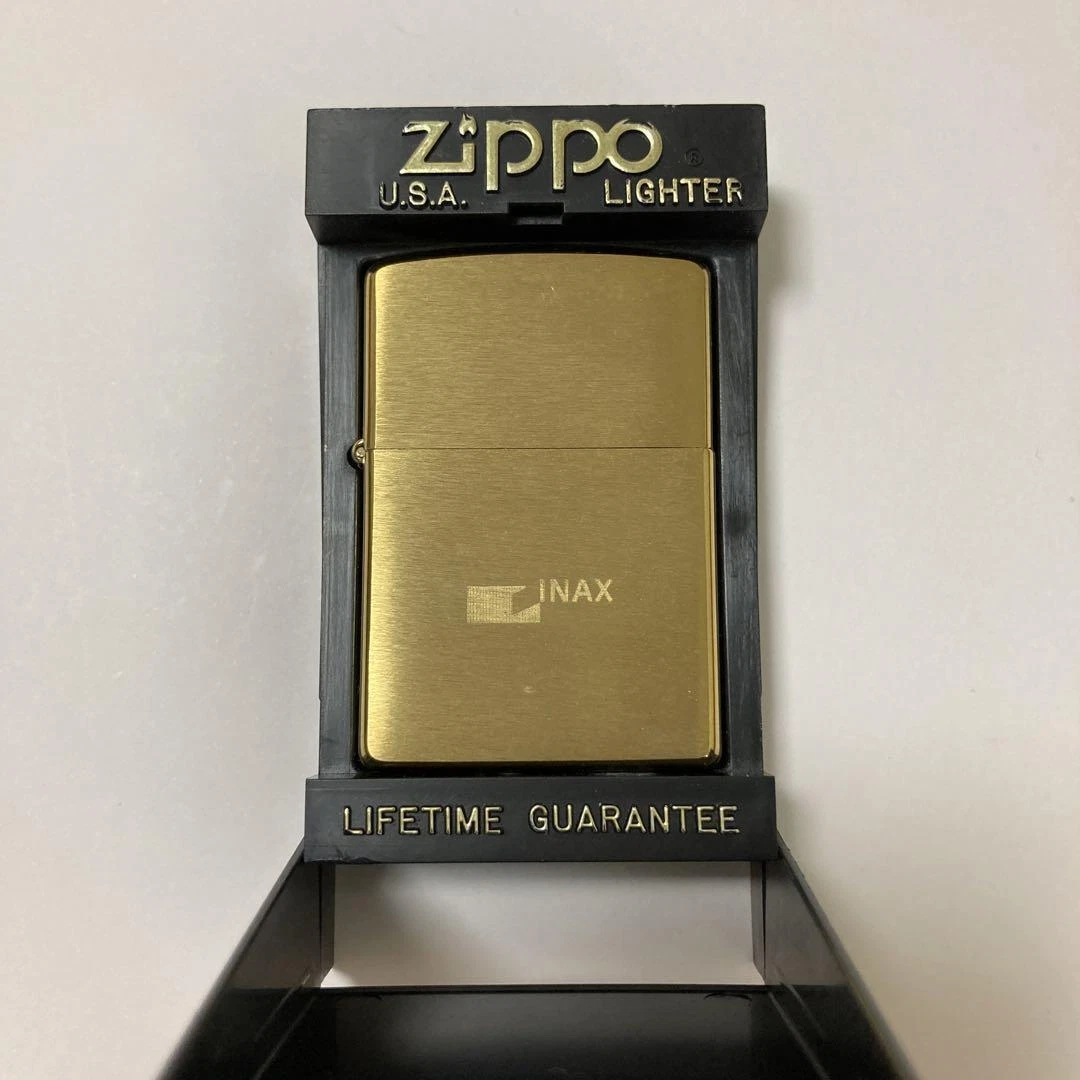 Zippo ®
U.S.A. LIGHTER
INAX
LIFETIME GUARANTEE